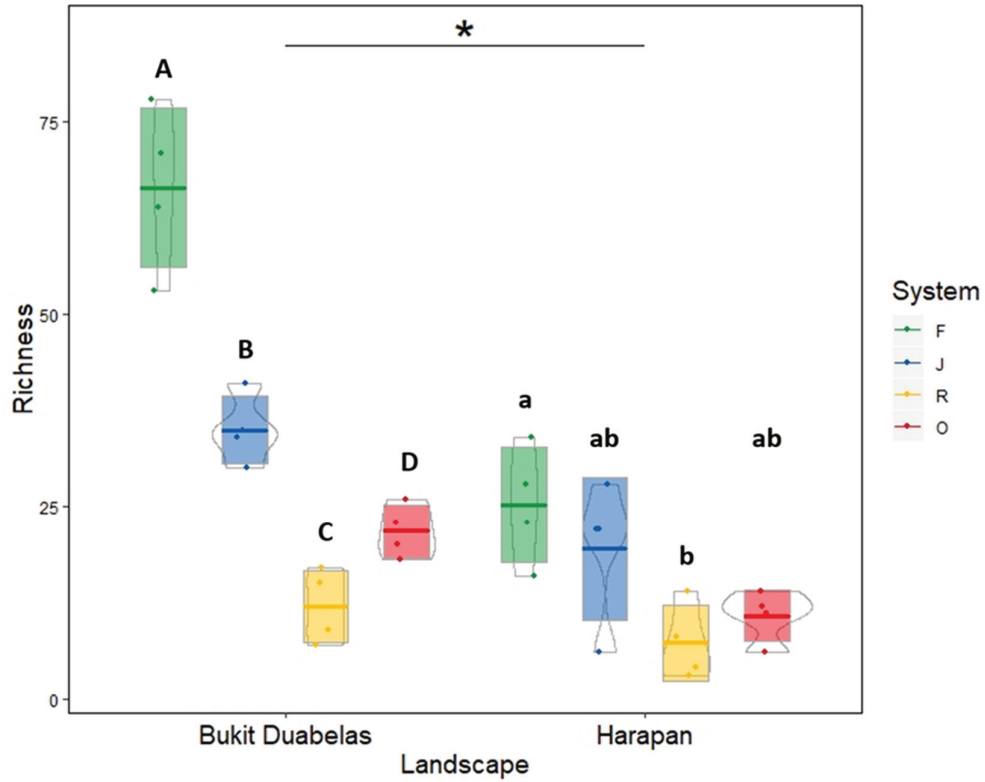 *
A
75
50
B
a
ab
ab
D
25
C
b
0
Richness
Bukit Duabelas
Harapan
Landscape
System
F
J
R
O